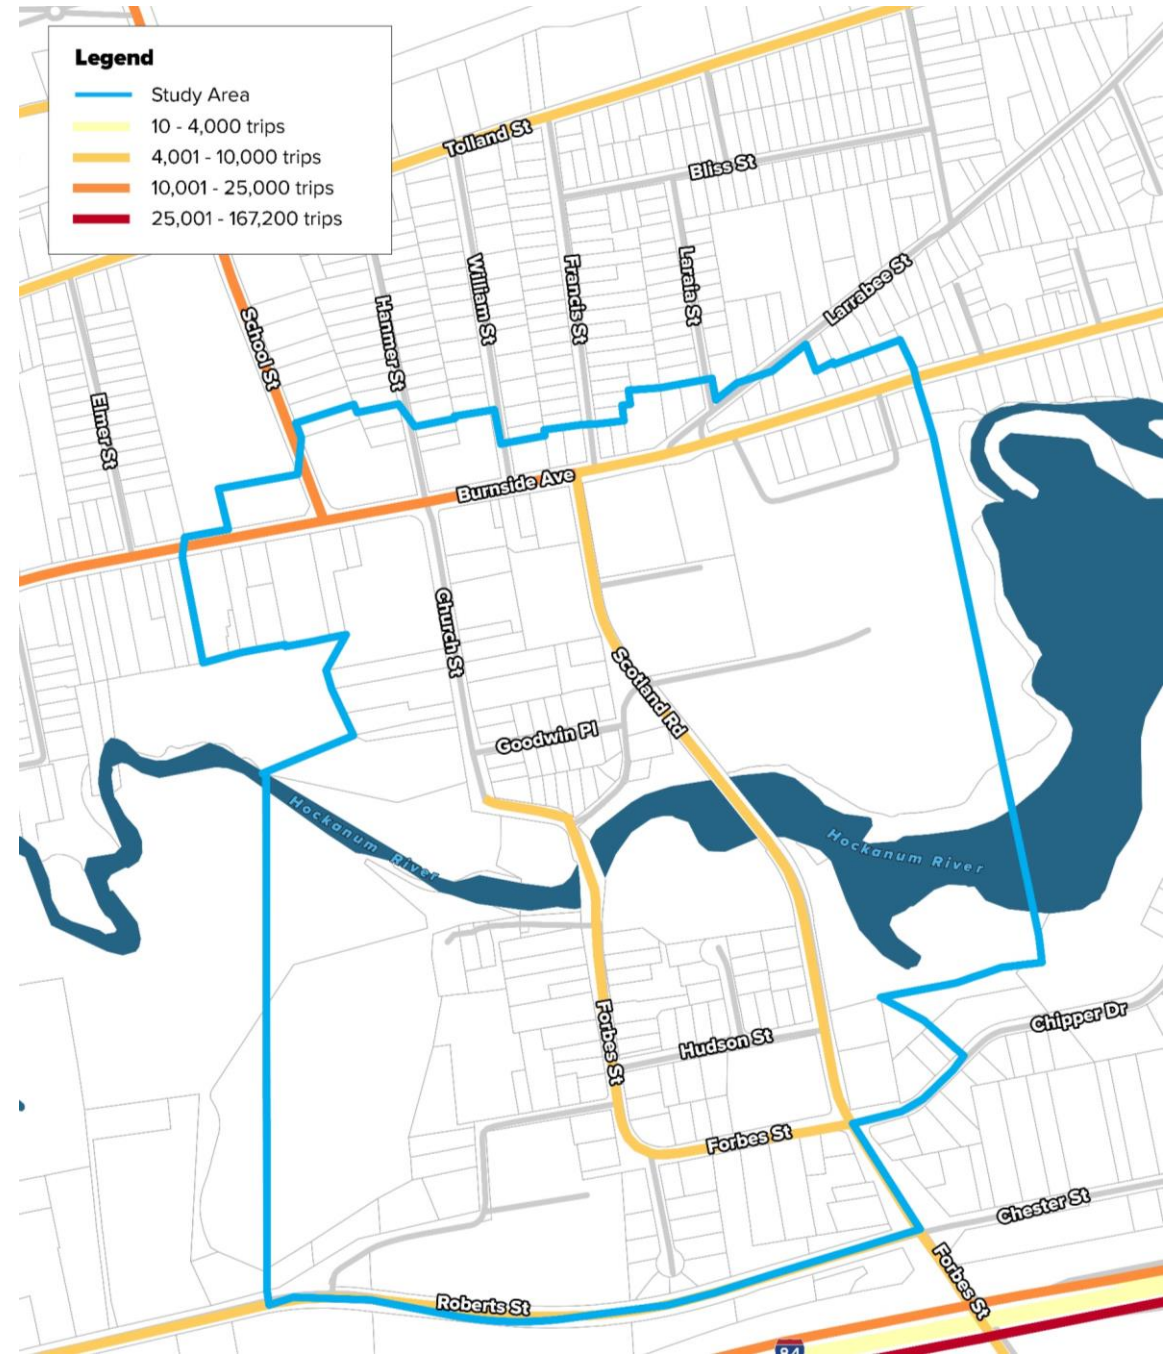 Legend
Study Area
10 - 4,000 trips
4,001 - 10,000 trips
10,001 - 25,000 trips
25,001 - 167,200 trips
Tolland St
Bliss St
William St
Francis St
Laraia St
Larrabee St
Hanmer St
School St
Elmer St
Burnside Ave
Church St
Scotland Rd
Goodwin Pl
Hockanum River
Hockanum River
Forbes St
Hudson St
Chipper Dr
Forbes St
Chester St
Forbes St
Roberts St
84